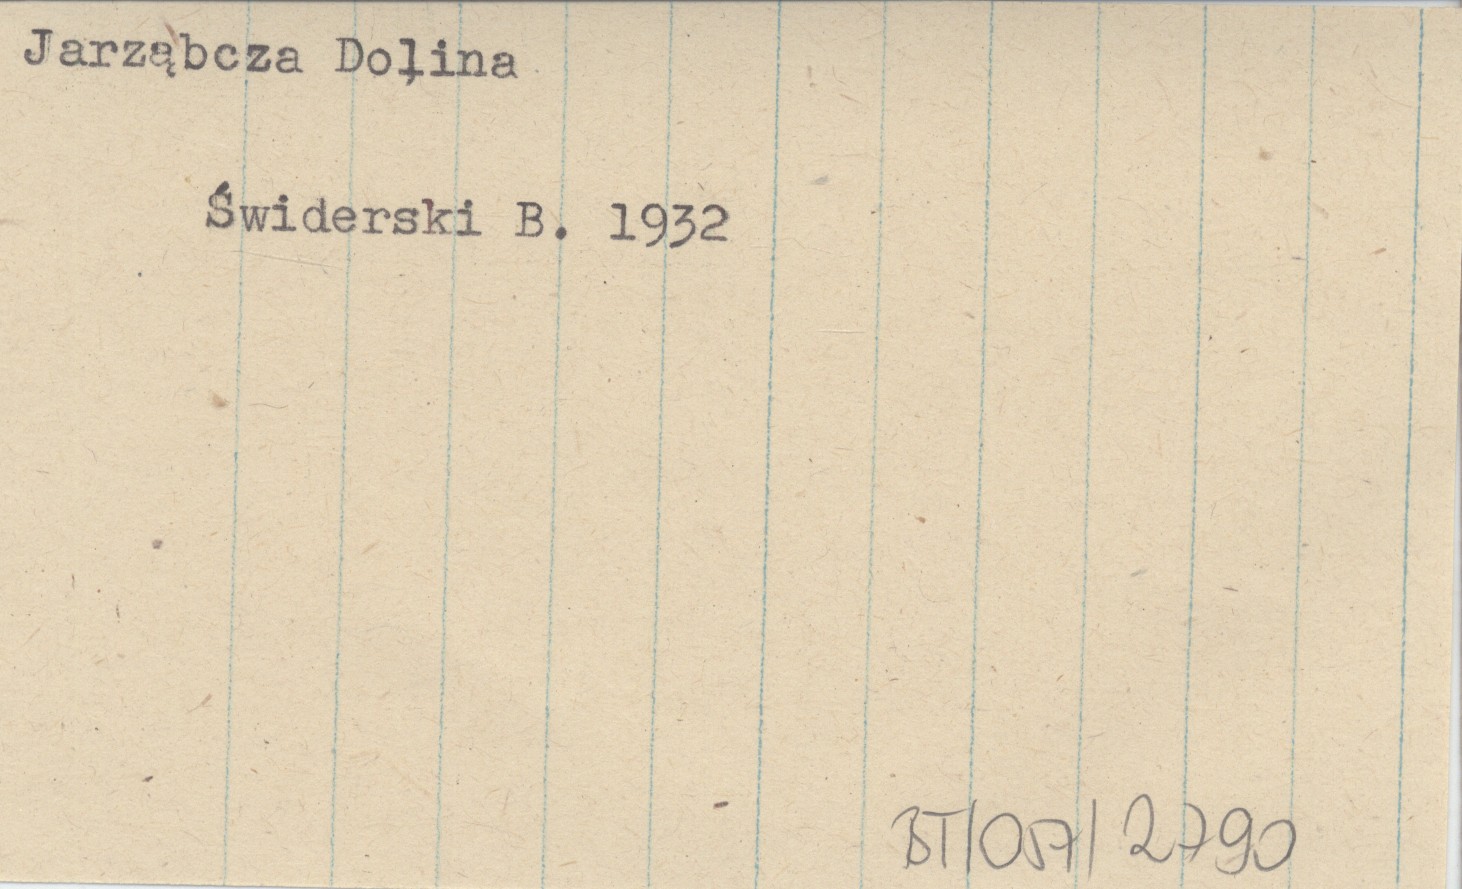 Jarząbcza Dolina
Świderski B. 1932
BT/057/2790